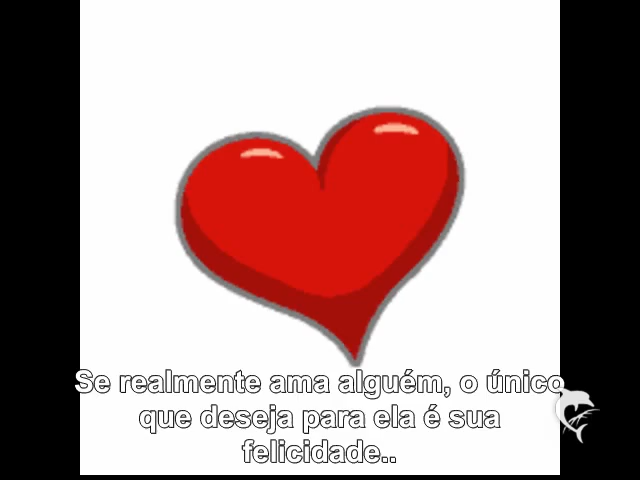 Se realmente ama alguém, o único
que deseja para ela é sua
felicidade..